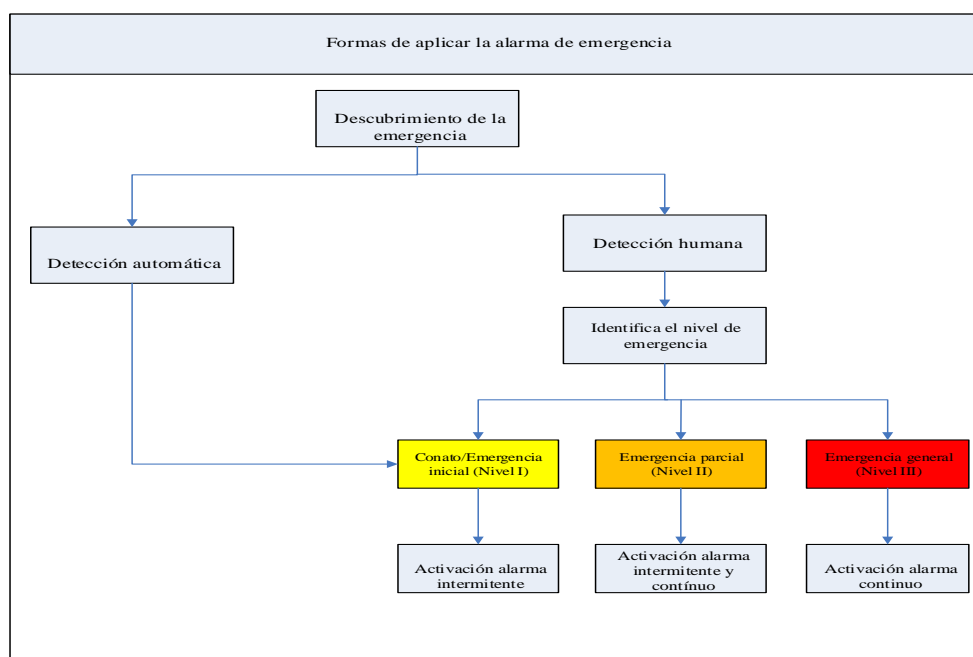 Formas de aplicar la alarma de emergencia
Descubrimiento de la
emergencia
Detección automática
Detección humana
Identifica el nivel de
emergencia
Conato/Emergencia
inicial (Nivel I)
Emergencia parcial
(Nivel II)
Emergencia general
(Nivel III)
Activación alarma
intermitente
Activación alarma
intermitente y
contínuo
Activación alarma
continuo